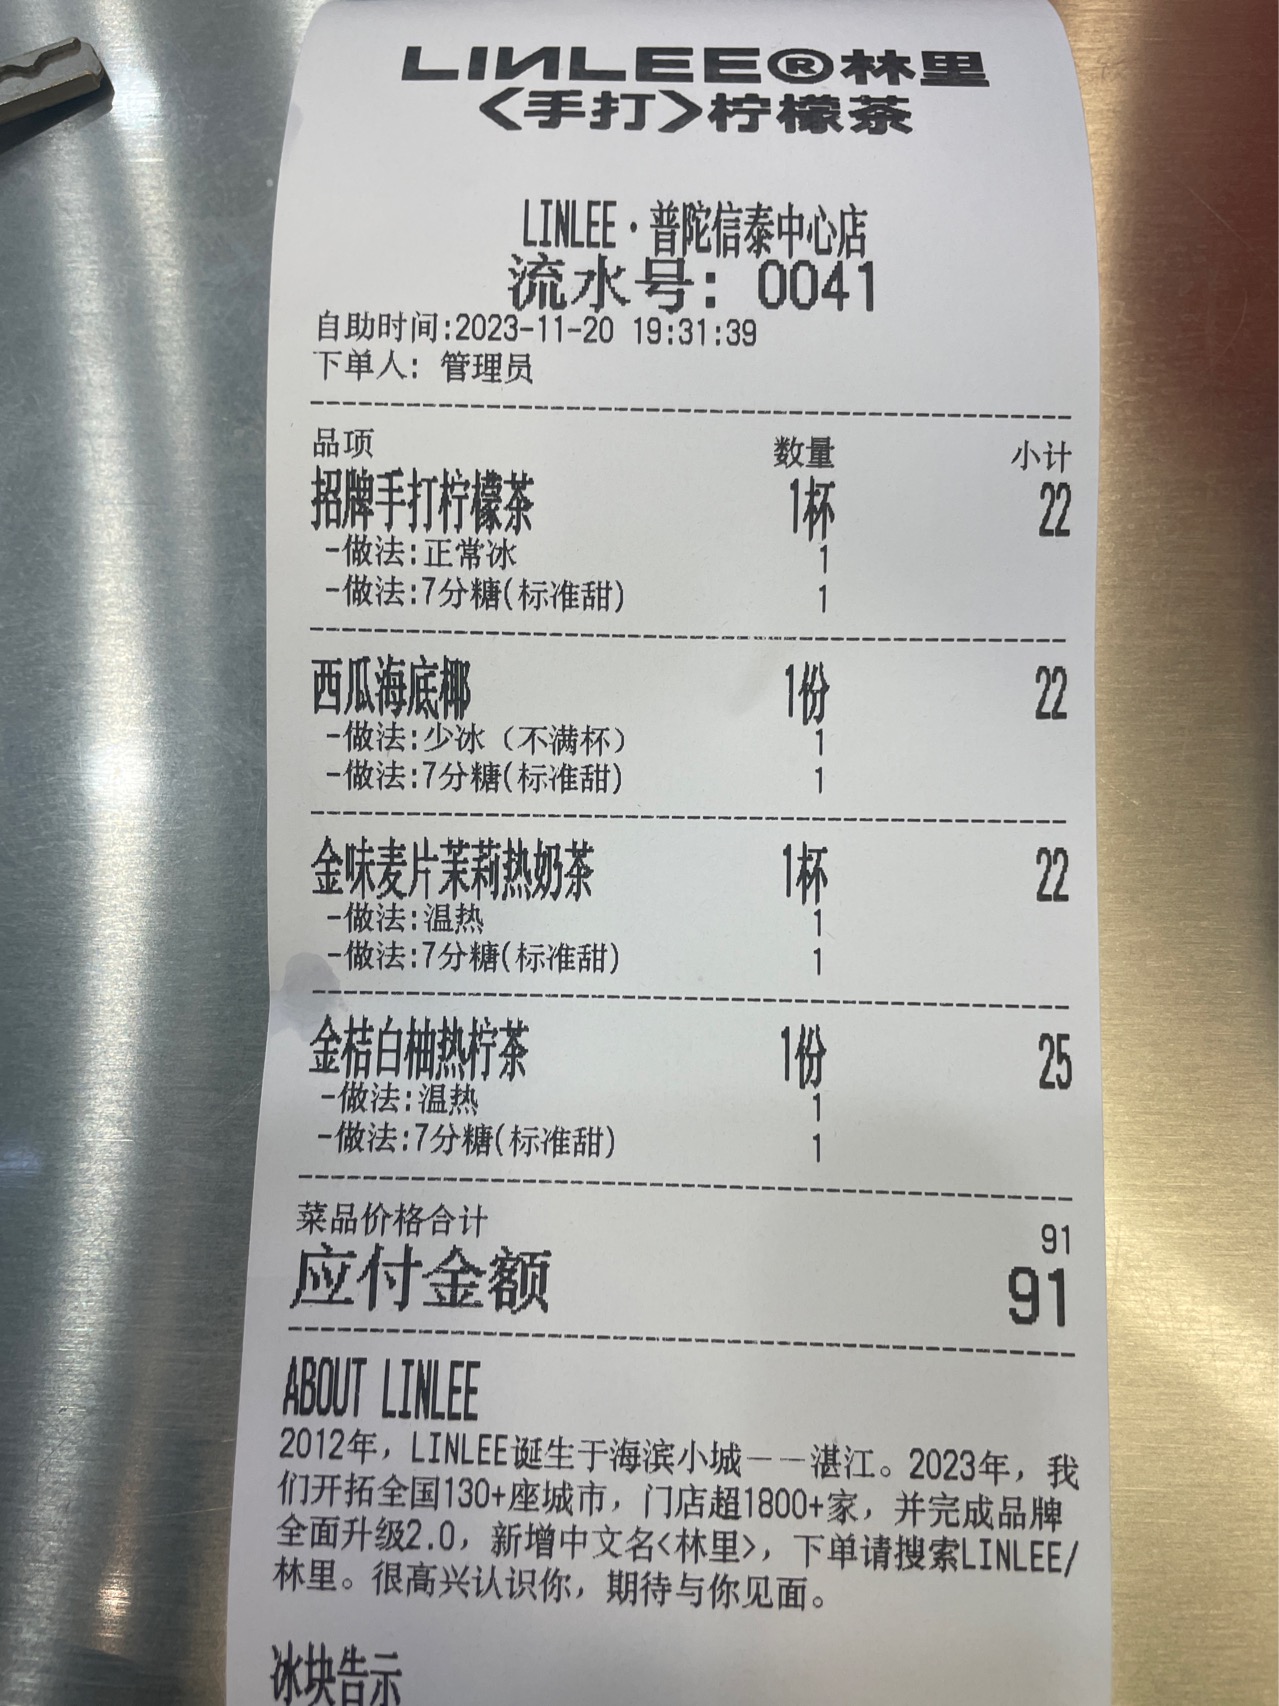 LINLEE®林里
<手打>柠檬茶
LINLEE·普陀信泰中心店
流水号: 0041
自助时间:2023-11-20 19:31:39
下单人: 管理员
品项 数量 小计
招牌手打柠檬茶 1杯 22
-做法:正常冰 1
-做法:7分糖(标准甜) 1
西瓜海底椰 1份 22
-做法:少冰（不满杯） 1
-做法:7分糖(标准甜) 1
金味麦片茉莉热奶茶 1杯 22
-做法:温热 1
-做法:7分糖(标准甜) 1
金桔白柚热柠茶 1份 25
-做法:温热 1
-做法:7分糖(标准甜) 1
菜品价格合计 91
应付金额 91
ABOUT LINLEE
2012年，LINLEE诞生于海滨小城——湛江。2023年，我
们开拓全国130+座城市，门店超1800+家，并完成品牌
全面升级2.0，新增中文名<林里>，下单请搜索LINLEE/
林里。很高兴认识你，期待与你见面。
冰块告示